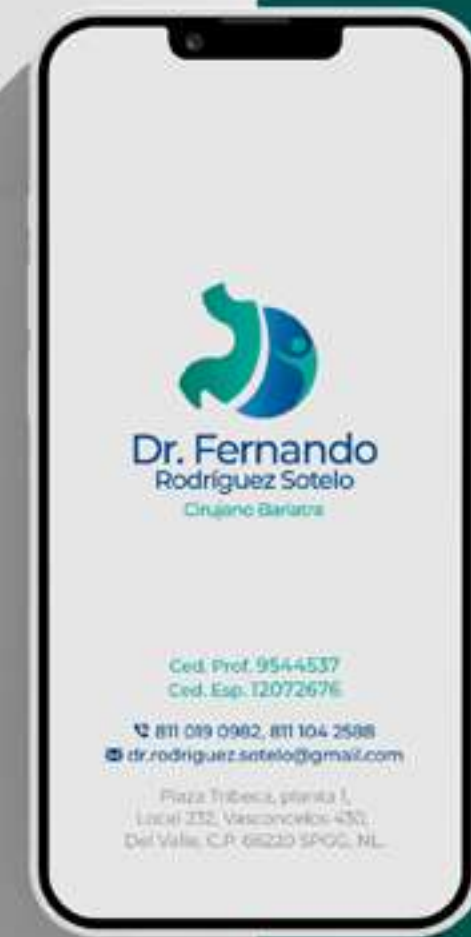 Dr. Fernando
Rodríguez Sotelo
Cirujano Bariatra
Ced. Prof. 9544537
Ced. Esp. 12072676
811 019 0982, 811 104 2588
dr.rodriguez.sotelo@gmail.com
Plaza Tribeca, planta 1,
Local 232, Vasconcelos 430,
Del Valle, C.P. 66220 SPGG, NL.